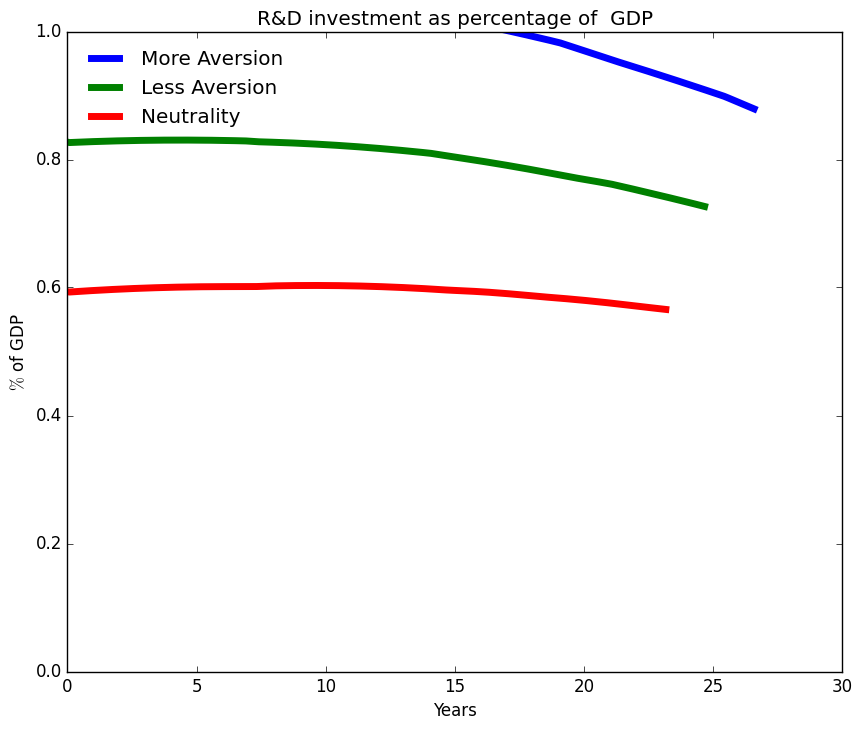 R&D investment as percentage of  GDP
More Aversion
Less Aversion
Neutrality
1.0
0.8
0.6
0.4
0.2
0.0
% of GDP
0 5 10 15 20 25 30
Years